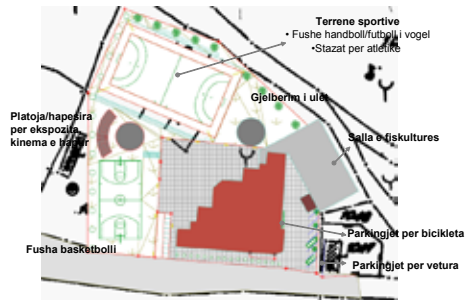 Terrene sportive
• Fushe handboll/futboll i vogel
•Stazat per atletike
Gjelberim i ulet
Platoja/hapesira
per ekspozita,
kinema e hapur
Salla e fiskultures
Parkingjet per bicikleta
Fusha basketbolli
Parkingjet per vetura